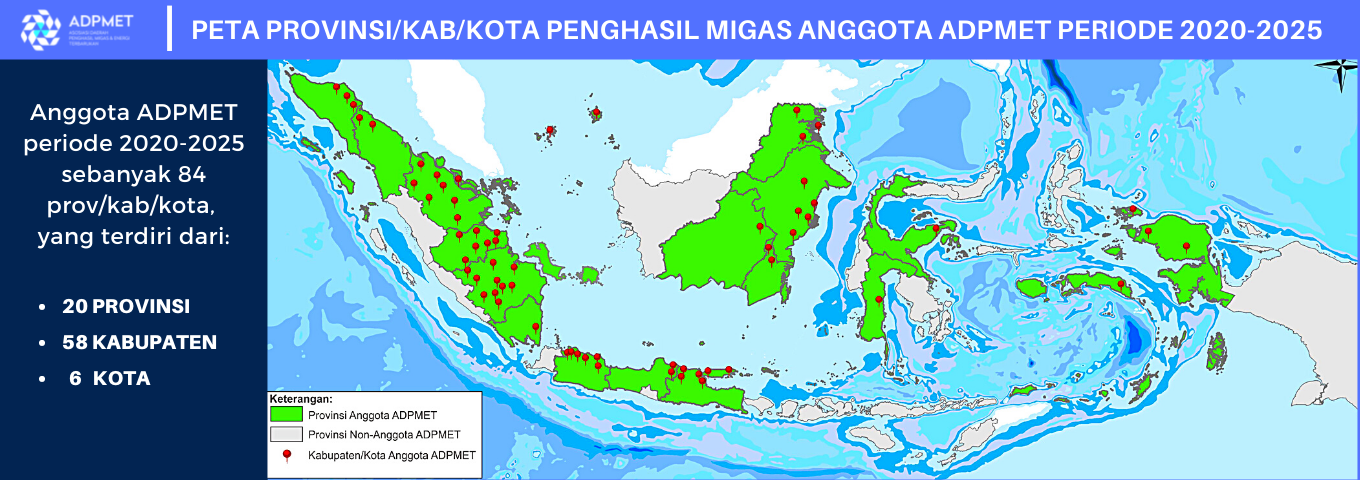 ADPMET
ASOSIASI DAERAH
PENGHASIL MIGAS & ENERGI
TERBARUKAN
PETA PROVINSI/KAB/KOTA PENGHASIL MIGAS ANGGOTA ADPMET PERIODE 2020-2025
Anggota ADPMET
periode 2020-2025
sebanyak 84
prov/kab/kota,
yang terdiri dari:
• 20 PROVINSI
• 58 KABUPATEN
• 6 KOTA
Keterangan:
Provinsi Anggota ADPMET
Provinsi Non-Anggota ADPMET
Kabupaten/Kota Anggota ADPMET